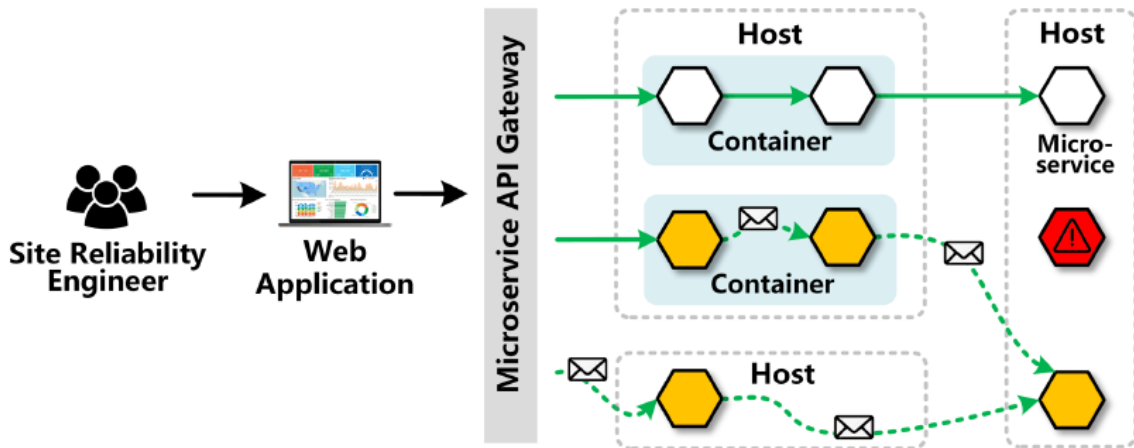 Site Reliability
Engineer
Web
Application
Microservice API Gateway
Host
Container
Container
Host
Host
Micro-
service